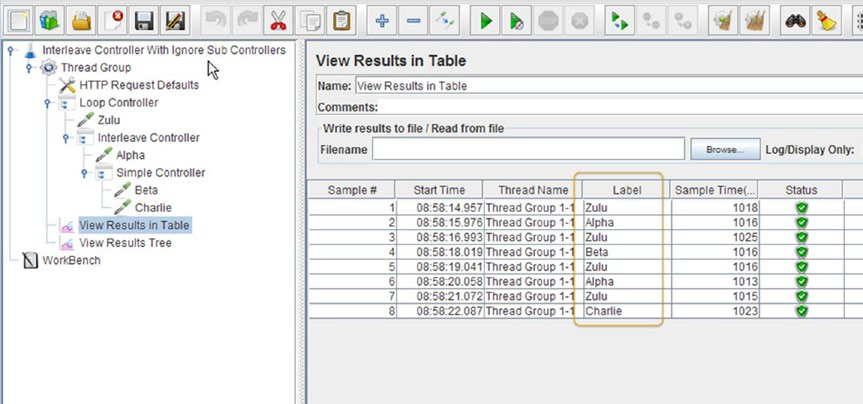 Interleave Controller With Ignore Sub Controllers
Thread Group
HTTP Request Defaults
Loop Controller
Zulu
Interleave Controller
Alpha
Simple Controller
Beta
Charlie
View Results in Table
View Results Tree
WorkBench
View Results in Table
Name: View Results in Table
Comments:
Write results to file / Read from file
Filename Browse... Log/Display Only:
Sample # Start Time Thread Name Label Sample Time(... Status
1 08:58:14.957 Thread Group 1-1 Zulu 1018
2 08:58:15.976 Thread Group 1-1 Alpha 1016
3 08:58:16.993 Thread Group 1-1 Zulu 1025
4 08:58:18.019 Thread Group 1-1 Beta 1016
5 08:58:19.041 Thread Group 1-1 Zulu 1016
6 08:58:20.058 Thread Group 1-1 Alpha 1013
7 08:58:21.072 Thread Group 1-1 Zulu 1015
8 08:58:22.087 Thread Group 1-1 Charlie 1023